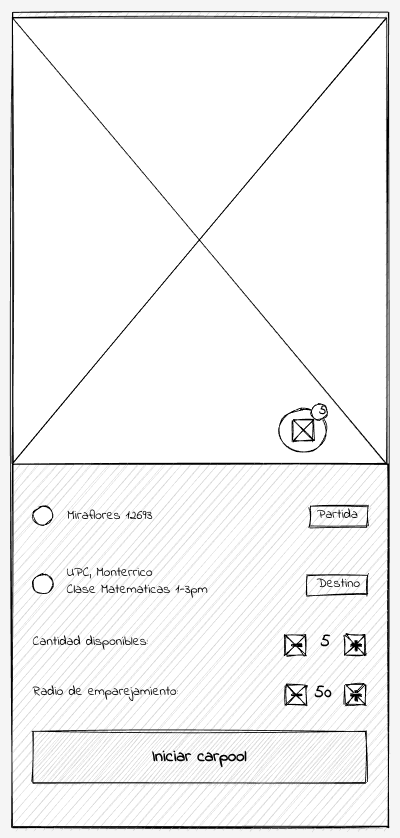 5
Miraflores 12693
Partida
UPC, Monterrico
Clase Matematicas 1-3pm
Destino
Cantidad disponibles:
5
Radio de emparejamiento:
50
Iniciar carpool